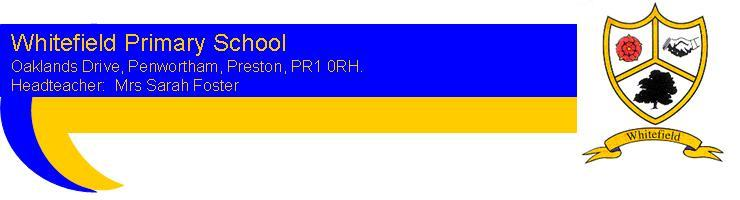 Whitefield Primary School
Oaklands Drive, Penwortham, Preston, PR1 0RH.
Headteacher:  Mrs Sarah Foster
Whitefield